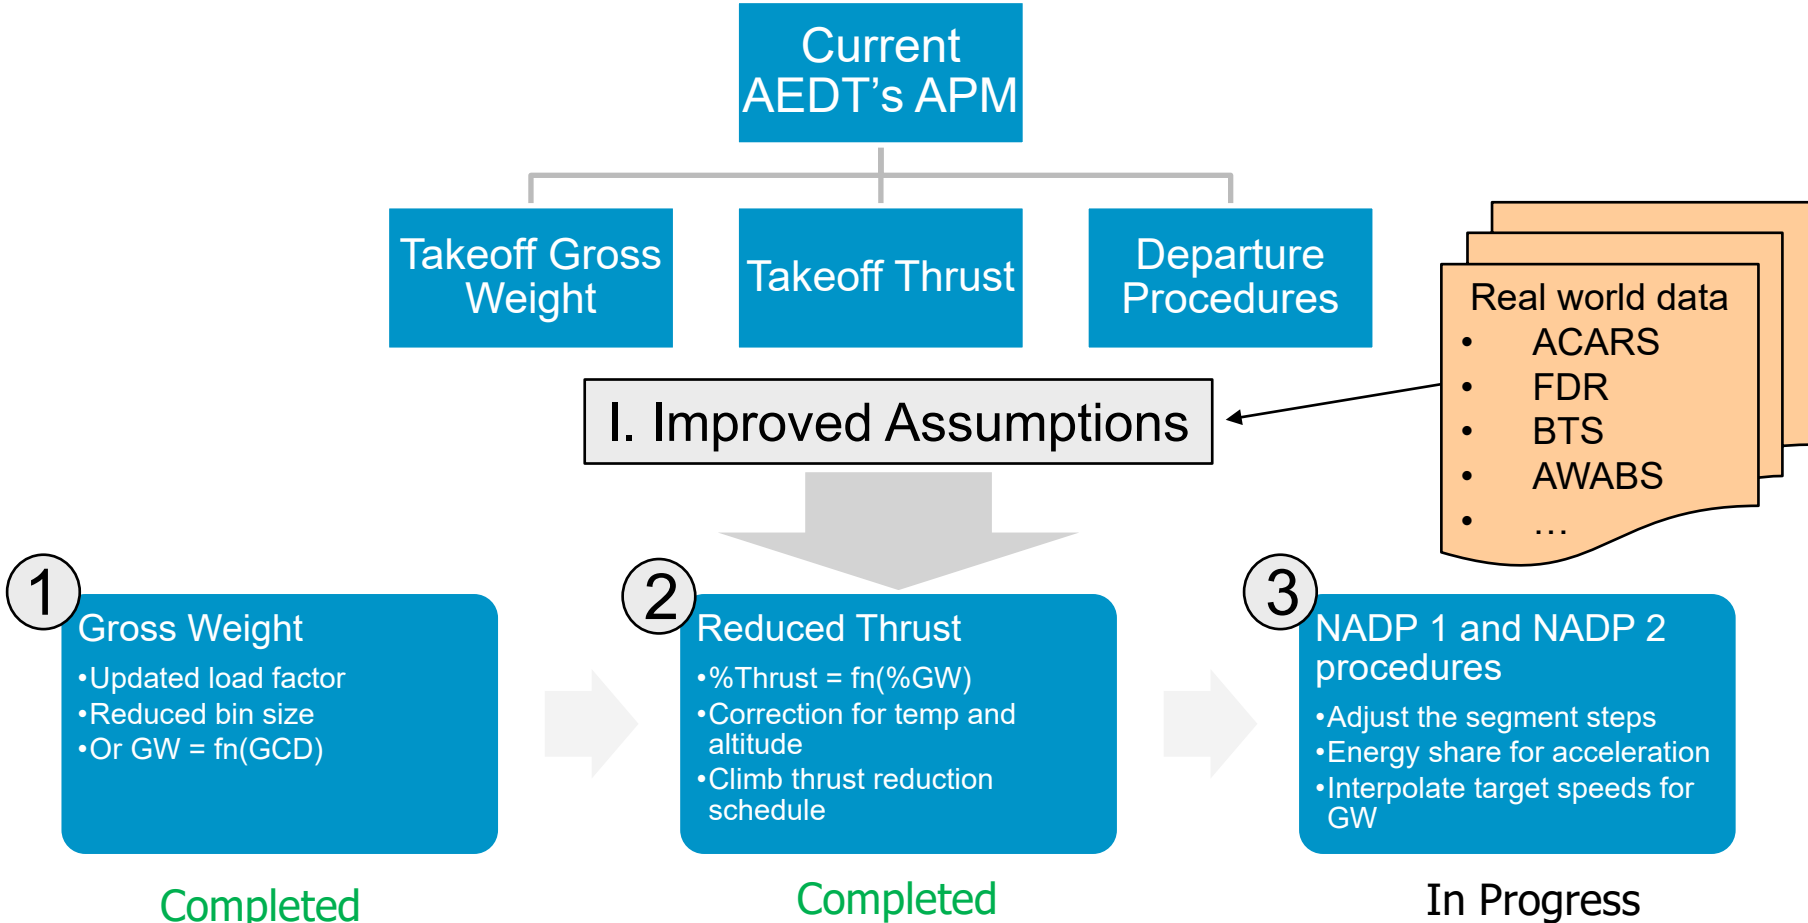 Current
AEDT’s APM
Takeoff Gross
Weight
Takeoff Thrust
Departure
Procedures
Real world data
• ACARS
• FDR
• BTS
• AWABS
• …
I. Improved Assumptions
1
Gross Weight
•Updated load factor
•Reduced bin size
•Or GW = fn(GCD)
Completed
2
Reduced Thrust
•%Thrust = fn(%GW)
•Correction for temp and
altitude
•Climb thrust reduction
schedule
Completed
3
NADP 1 and NADP 2
procedures
•Adjust the segment steps
•Energy share for acceleration
•Interpolate target speeds for
GW
In Progress